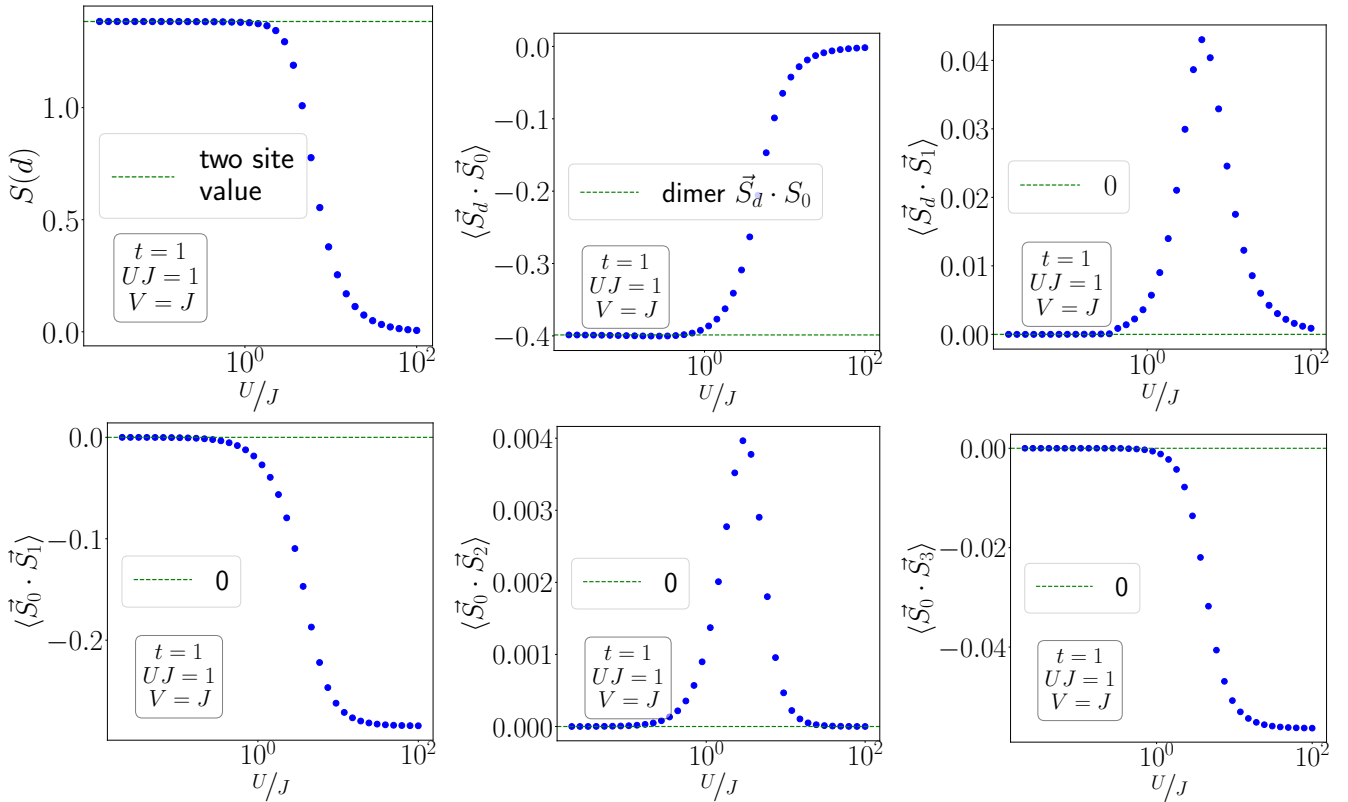 S(d)
1.0
0.5
0.0
two site
value
t = 1
UJ = 1
V = J
10^0
10^2
U/J
⟨S⃗_d · S⃗_0⟩
0.0
−0.1
−0.2
−0.3
−0.4
dimer S⃗_d · S_0
t = 1
UJ = 1
V = J
10^0
10^2
U/J
⟨S⃗_d · S⃗_1⟩
0.04
0.03
0.02
0.01
0.00
0
t = 1
UJ = 1
V = J
10^0
10^2
U/J
⟨S⃗_0 · S⃗_1⟩
0.0
−0.1
−0.2
0
t = 1
UJ = 1
V = J
10^0
10^2
U/J
⟨S⃗_0 · S⃗_2⟩
0.004
0.003
0.002
0.001
0.000
0
t = 1
UJ = 1
V = J
10^0
10^2
U/J
⟨S⃗_0 · S⃗_3⟩
0.00
−0.02
−0.04
0
t = 1
UJ = 1
V = J
10^0
10^2
U/J